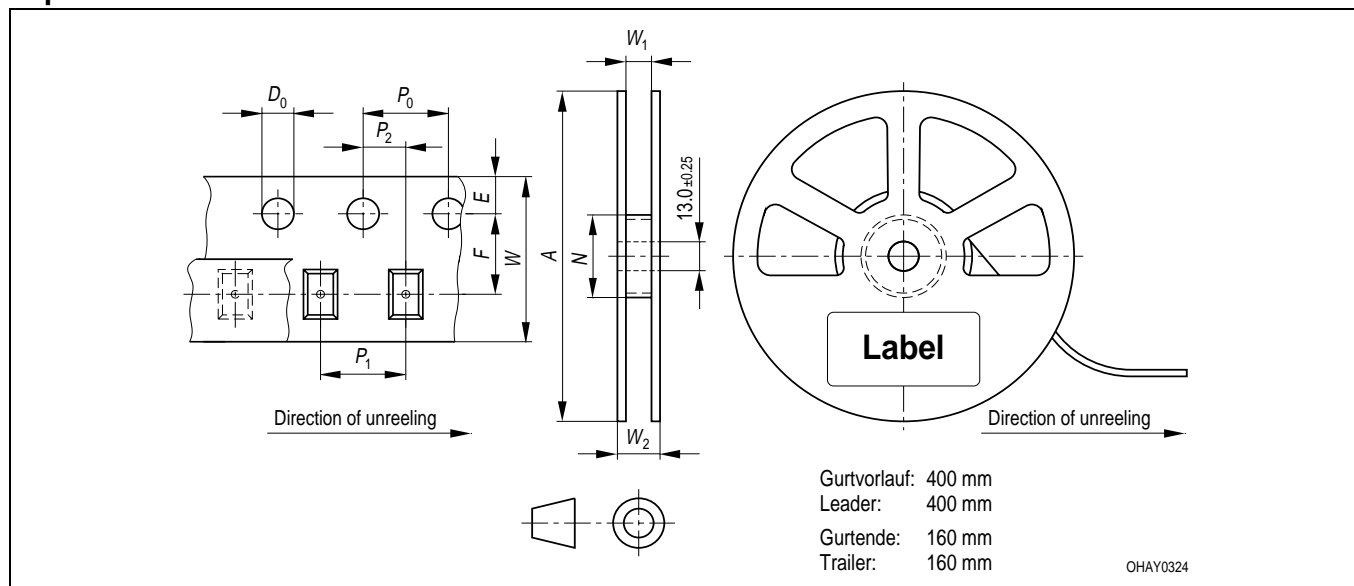 W1
D0
P0
P2
E
F
W
A
N
13.0 ±0.25
Label
P1
Direction of unreeling
W2
Direction of unreeling
Gurtvorlauf: 400 mm
Leader: 400 mm
Gurtende: 160 mm
Trailer: 160 mm
OHAY0324